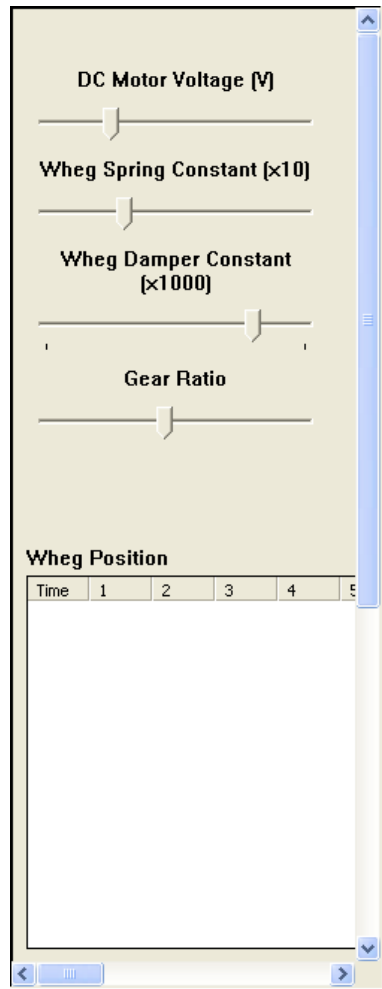 DC Motor Voltage (V)
Wheg Spring Constant (x10)
Wheg Damper Constant
(x1000)
Gear Ratio
Wheg Position
Time 1 2 3 4 5